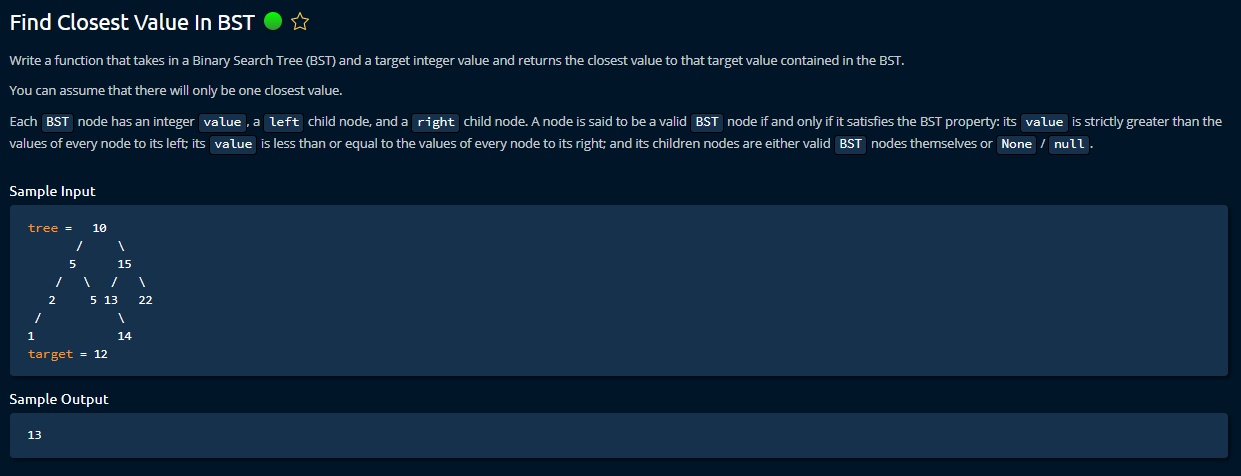 Find Closest Value In BST
Write a function that takes in a Binary Search Tree (BST) and a target integer value and returns the closest value to that target value contained in the BST.
You can assume that there will only be one closest value.
Each BST node has an integer value, a left child node, and a right child node. A node is said to be a valid BST node if and only if it satisfies the BST property: its value is strictly greater than the
values of every node to its left; its value is less than or equal to the values of every node to its right; and its children nodes are either valid BST nodes themselves or None / null.
Sample Input
tree =   10
       /     \
      5      15
    /   \   /   \
   2     5 13   22
 /           \
1            14
target = 12
Sample Output
13